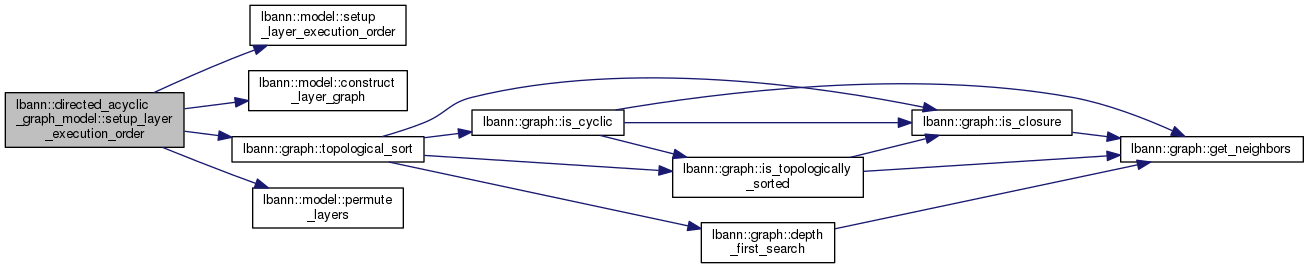 lbann::directed_acyclic
_graph_model::setup_layer
_execution_order
lbann::model::setup
_layer_execution_order
lbann::model::construct
_layer_graph
lbann::graph::topological_sort
lbann::model::permute
_layers
lbann::graph::is_cyclic
lbann::graph::is_topologically
_sorted
lbann::graph::depth
_first_search
lbann::graph::is_closure
lbann::graph::get_neighbors